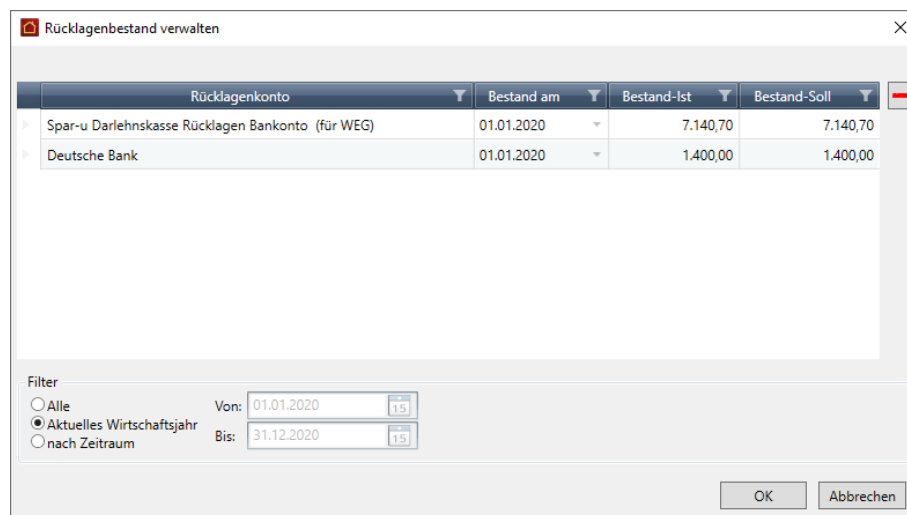 Rücklagenbestand verwalten
Rücklagenkonto Bestand am Bestand-Ist Bestand-Soll
Spar-u Darlehnskasse Rücklagen Bankonto (für WEG) 01.01.2020 7.140,70 7.140,70
Deutsche Bank 01.01.2020 1.400,00 1.400,00
Filter
Alle Von: 01.01.2020 15
Aktuelles Wirtschaftsjahr
nach Zeitraum Bis: 31.12.2020 15
OK Abbrechen